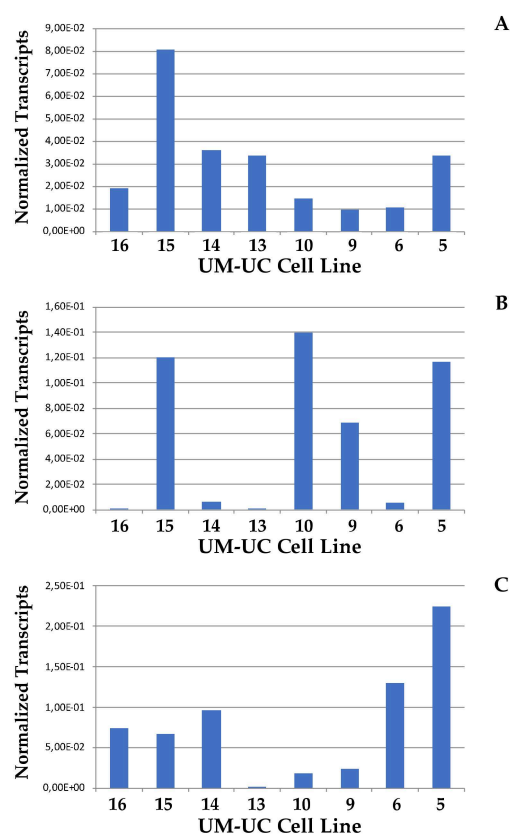 A
Normalized Transcripts
9,00E-02
8,00E-02
7,00E-02
6,00E-02
5,00E-02
4,00E-02
3,00E-02
2,00E-02
1,00E-02
0,00E+00
16 15 14 13 10 9 6 5
UM-UC Cell Line
B
Normalized Transcripts
1,60E-01
1,40E-01
1,20E-01
1,00E-01
8,00E-02
6,00E-02
4,00E-02
2,00E-02
0,00E+00
16 15 14 13 10 9 6 5
UM-UC Cell Line
C
Normalized Transcripts
2,50E-01
2,00E-01
1,50E-01
1,00E-01
5,00E-02
0,00E+00
16 15 14 13 10 9 6 5
UM-UC Cell Line